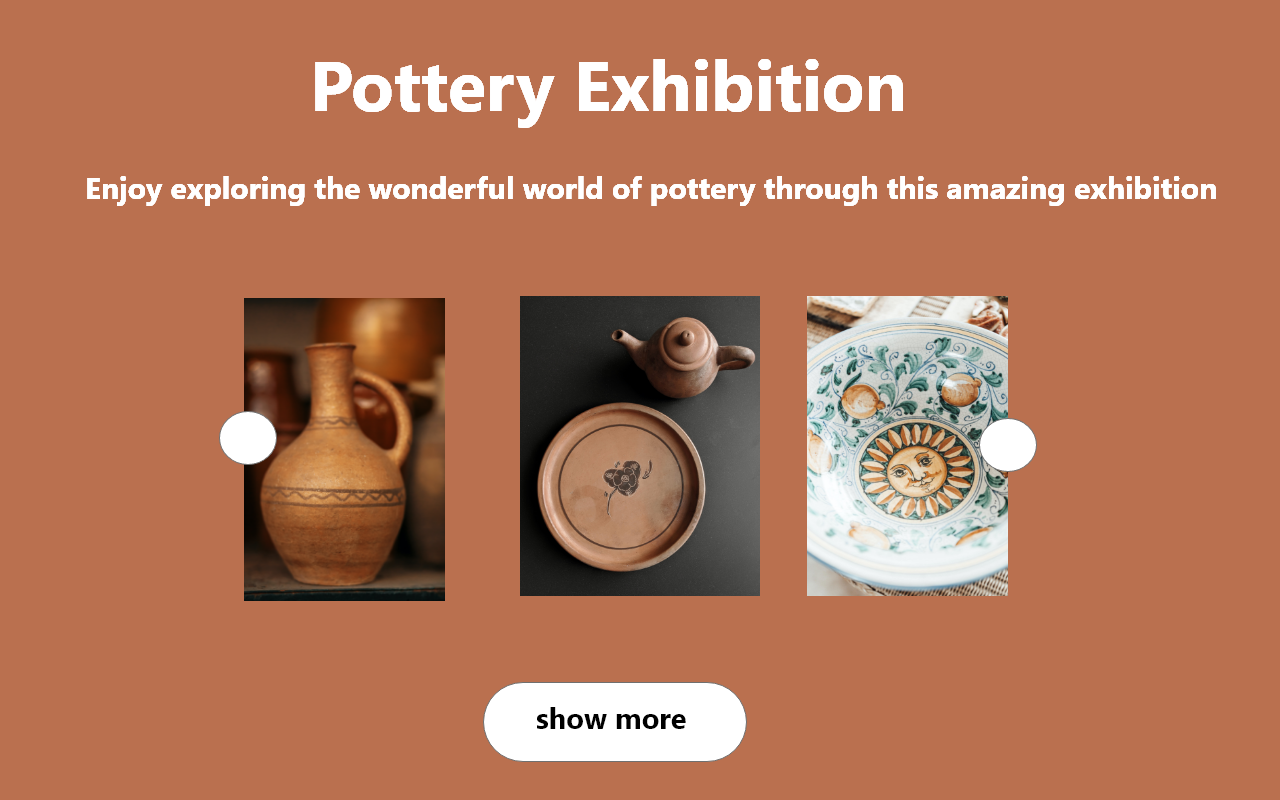 Pottery Exhibition
Enjoy exploring the wonderful world of pottery through this amazing exhibition
show more